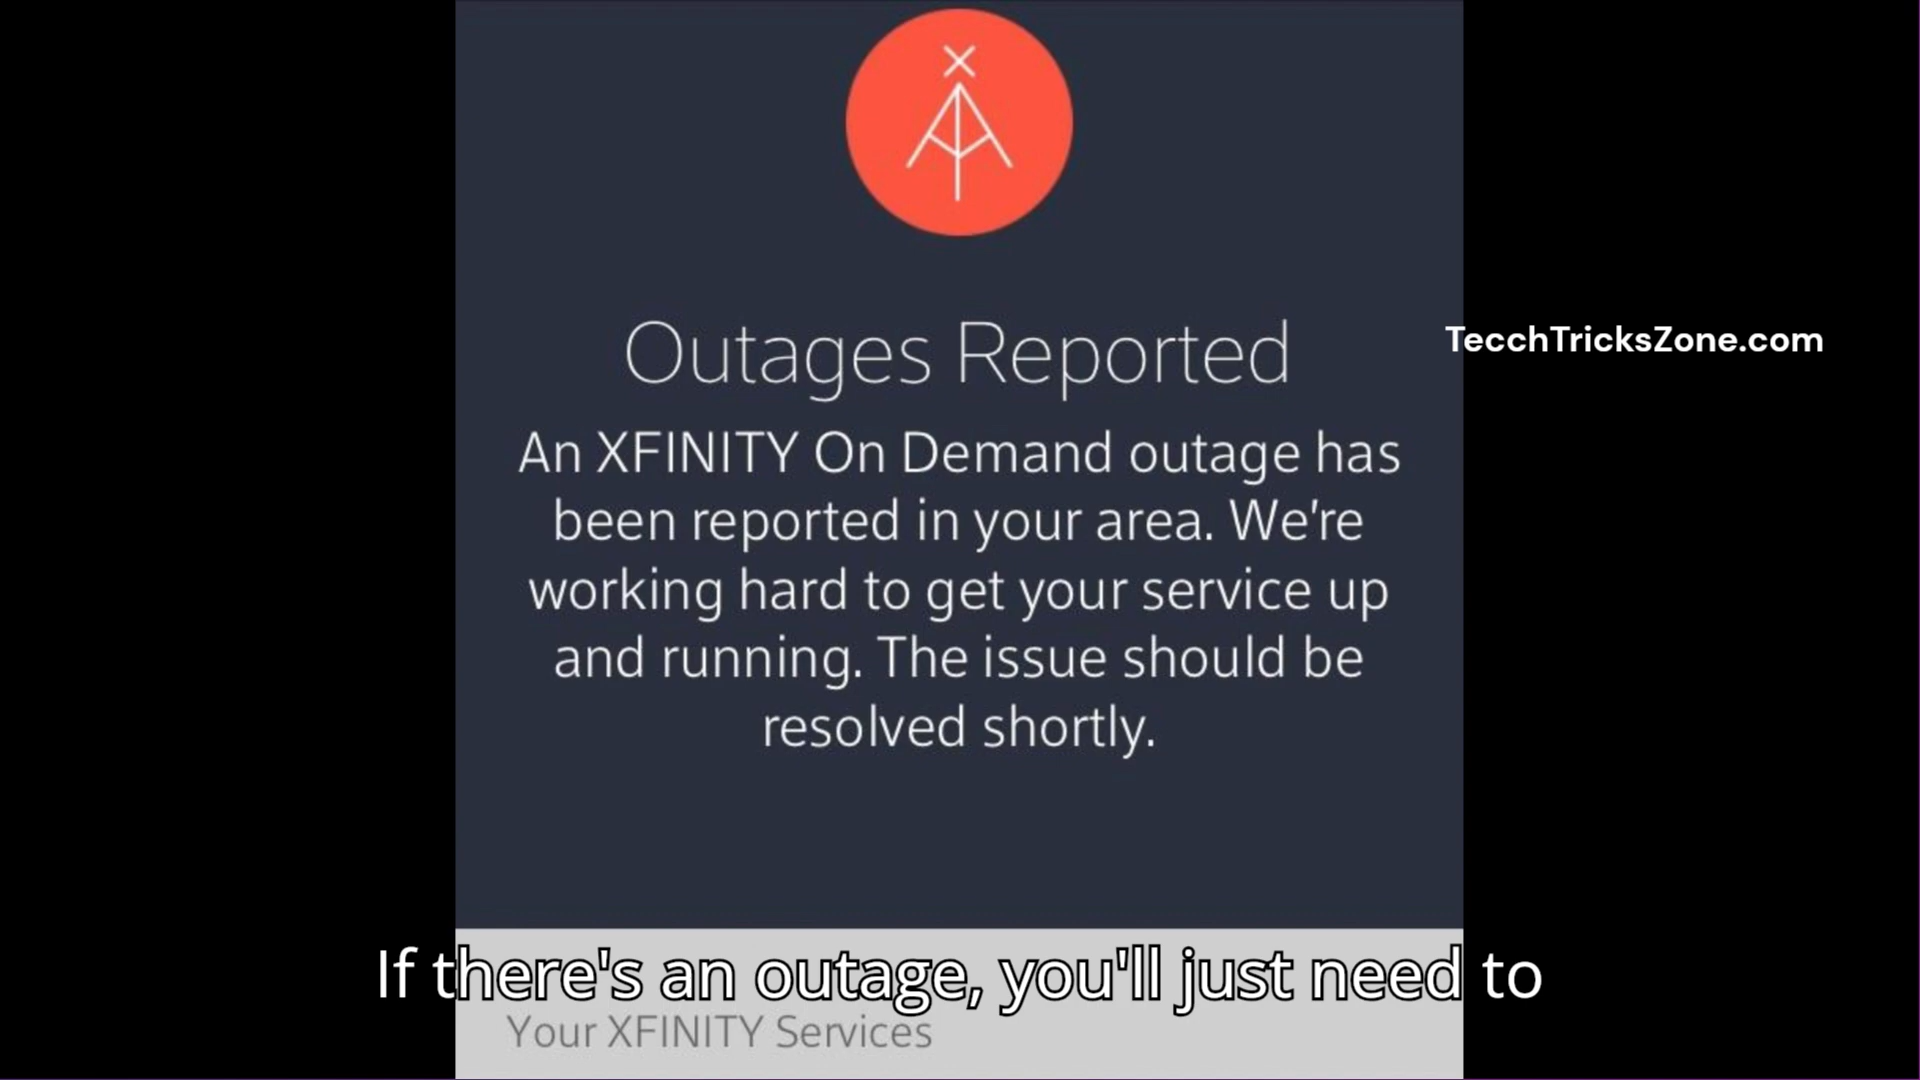 Outages Reported
TecchTricksZone.com
An XFINITY On Demand outage has
been reported in your area. We're
working hard to get your service up
and running. The issue should be
resolved shortly.
If there's an outage, you'll just need to
Your XFINITY Services